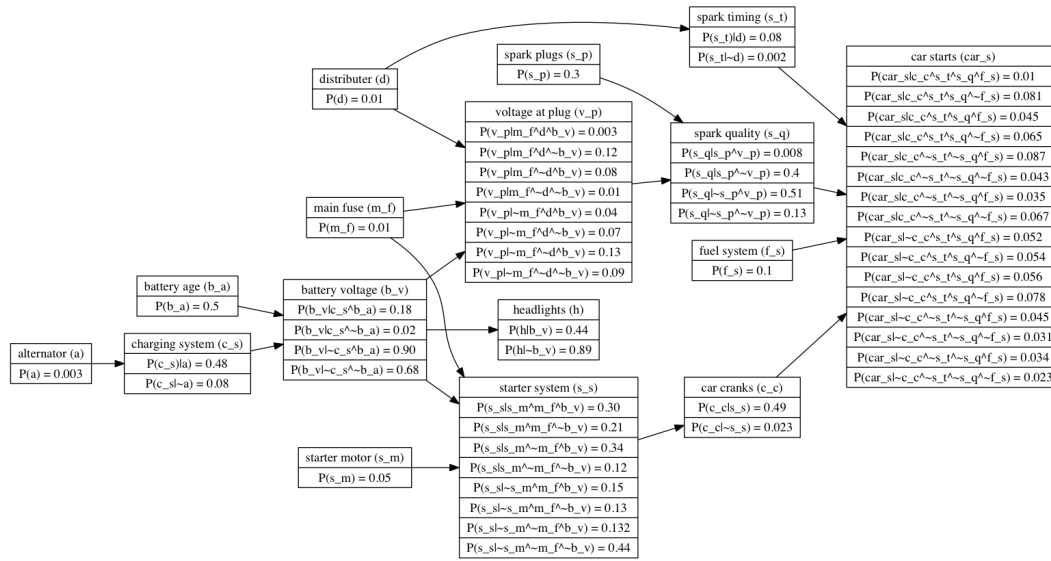 spark timing (s_t)
P(s_t)|d) = 0.08
P(s_t|~d) = 0.002
spark plugs (s_p)
P(s_p) = 0.3
car starts (car_s)
P(car_s|c_c^s_t^s_q^f_s) = 0.01
P(car_s|c_c^s_t^s_q^~f_s) = 0.081
P(car_s|c_c^s_t^s_q^f_s) = 0.045
P(car_s|c_c^s_t^s_q^~f_s) = 0.065
P(car_s|c_c^~s_t^~s_q^f_s) = 0.087
P(car_s|c_c^~s_t^~s_q^~f_s) = 0.043
P(car_s|c_c^~s_t^~s_q^f_s) = 0.035
P(car_s|c_c^~s_t^~s_q^~f_s) = 0.067
P(car_s|~c_c^s_t^s_q^f_s) = 0.052
P(car_s|~c_c^s_t^s_q^~f_s) = 0.054
P(car_s|~c_c^s_t^s_q^f_s) = 0.056
P(car_s|~c_c^s_t^s_q^~f_s) = 0.078
P(car_s|~c_c^~s_t^~s_q^f_s) = 0.045
P(car_s|~c_c^~s_t^~s_q^~f_s) = 0.031
P(car_s|~c_c^~s_t^~s_q^f_s) = 0.034
P(car_s|~c_c^~s_t^~s_q^~f_s) = 0.023
distributer (d)
P(d) = 0.01
voltage at plug (v_p)
P(v_p|m_f^d^b_v) = 0.003
P(v_p|m_f^d^~b_v) = 0.12
P(v_p|m_f^~d^b_v) = 0.08
P(v_p|m_f^~d^~b_v) = 0.01
P(v_p|~m_f^d^b_v) = 0.04
P(v_p|~m_f^d^~b_v) = 0.07
P(v_p|~m_f^~d^b_v) = 0.13
P(v_p|~m_f^~d^~b_v) = 0.09
spark quality (s_q)
P(s_q|s_p^v_p) = 0.008
P(s_q|s_p^~v_p) = 0.4
P(s_q|~s_p^v_p) = 0.51
P(s_q|~s_p^~v_p) = 0.13
main fuse (m_f)
P(m_f) = 0.01
fuel system (f_s)
P(f_s) = 0.1
battery age (b_a)
P(b_a) = 0.5
battery voltage (b_v)
P(b_v|c_s^b_a) = 0.18
P(b_v|c_s^~b_a) = 0.02
P(b_v|~c_s^b_a) = 0.90
P(b_v|~c_s^~b_a) = 0.68
headlights (h)
P(h|b_v) = 0.44
P(h|~b_v) = 0.89
alternator (a)
P(a) = 0.003
charging system (c_s)
P(c_s)|a) = 0.48
P(c_s|~a) = 0.08
starter system (s_s)
P(s_s|s_m^m_f^b_v) = 0.30
P(s_s|s_m^m_f^~b_v) = 0.21
P(s_s|s_m^~m_f^b_v) = 0.34
P(s_s|s_m^~m_f^~b_v) = 0.12
P(s_s|~s_m^m_f^b_v) = 0.15
P(s_s|~s_m^m_f^~b_v) = 0.13
P(s_s|~s_m^~m_f^b_v) = 0.132
P(s_s|~s_m^~m_f^~b_v) = 0.44
car cranks (c_c)
P(c_c|s_s) = 0.49
P(c_c|~s_s) = 0.023
starter motor (s_m)
P(s_m) = 0.05